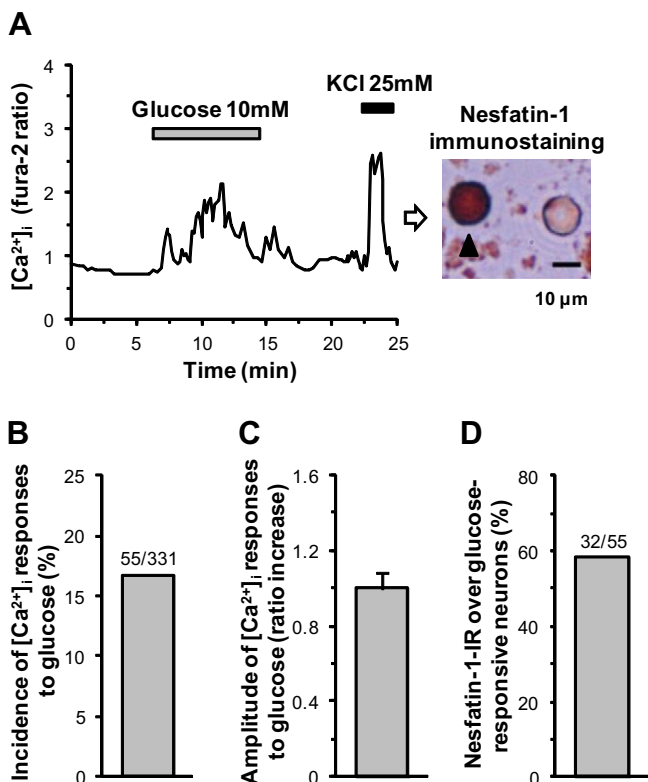 A
[Ca²⁺]ᵢ (fura-2 ratio)
4
3
2
1
0
Glucose 10mM
KCl 25mM
Nesfatin-1
immunostaining
10 µm
0 5 10 15 20 25
Time (min)
B
Incidence of [Ca²⁺]ᵢ responses
to glucose (%)
25
20
15
10
5
0
55/331
C
Amplitude of [Ca²⁺]ᵢ responses
to glucose (ratio increase)
1.6
1.2
0.8
0.4
0
D
Nesfatin-1-IR over glucose-
responsive neurons (%)
80
60
40
20
0
32/55